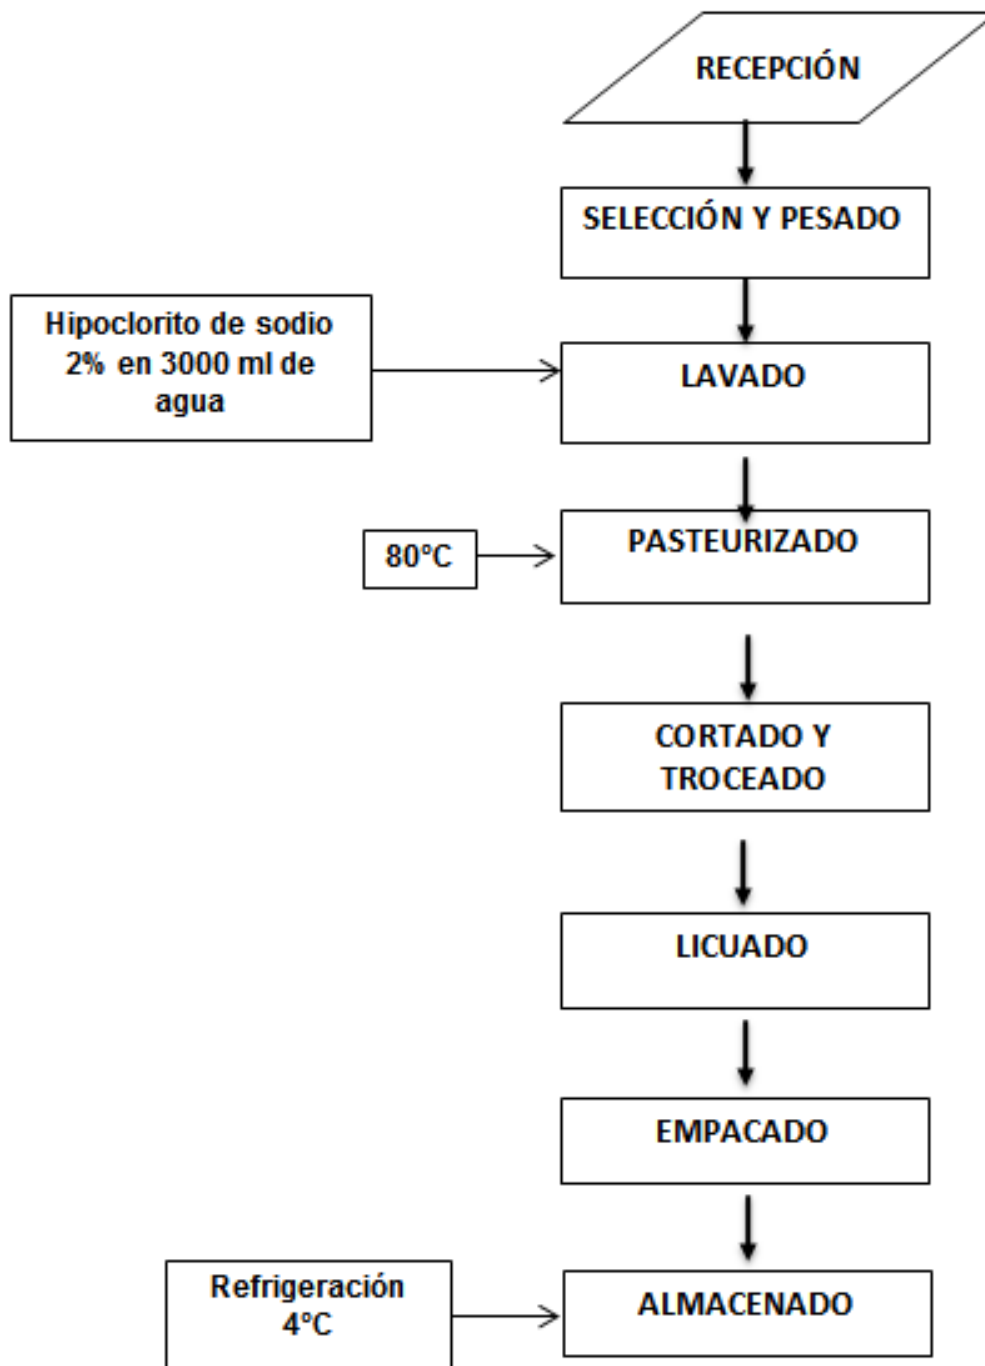 RECEPCIÓN
SELECCIÓN Y PESADO
Hipoclorito de sodio
2% en 3000 ml de
agua
LAVADO
80°C
PASTEURIZADO
CORTADO Y
TROCEADO
LICUADO
EMPACADO
Refrigeración
4°C
ALMACENADO